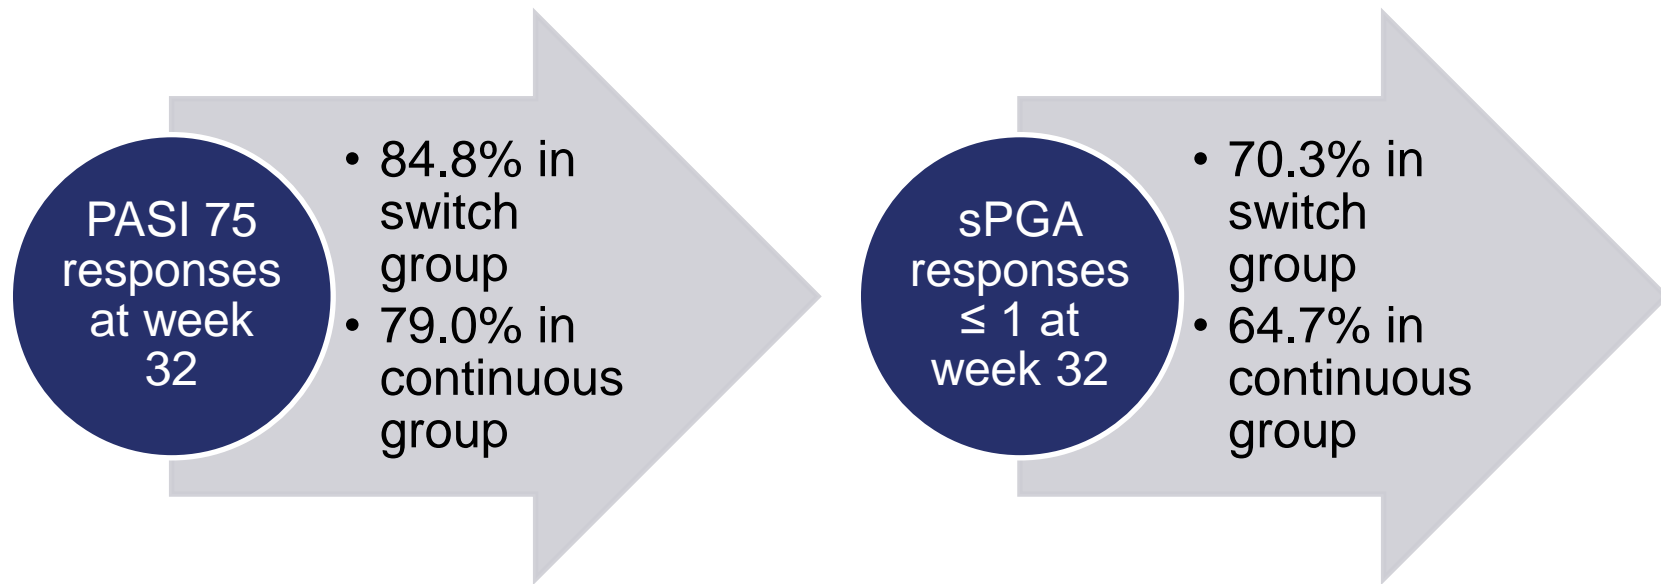 PASI 75
responses
at week
32
• 84.8% in
switch
group
• 79.0% in
continuous
group
sPGA
responses
≤ 1 at
week 32
• 70.3% in
switch
group
• 64.7% in
continuous
group